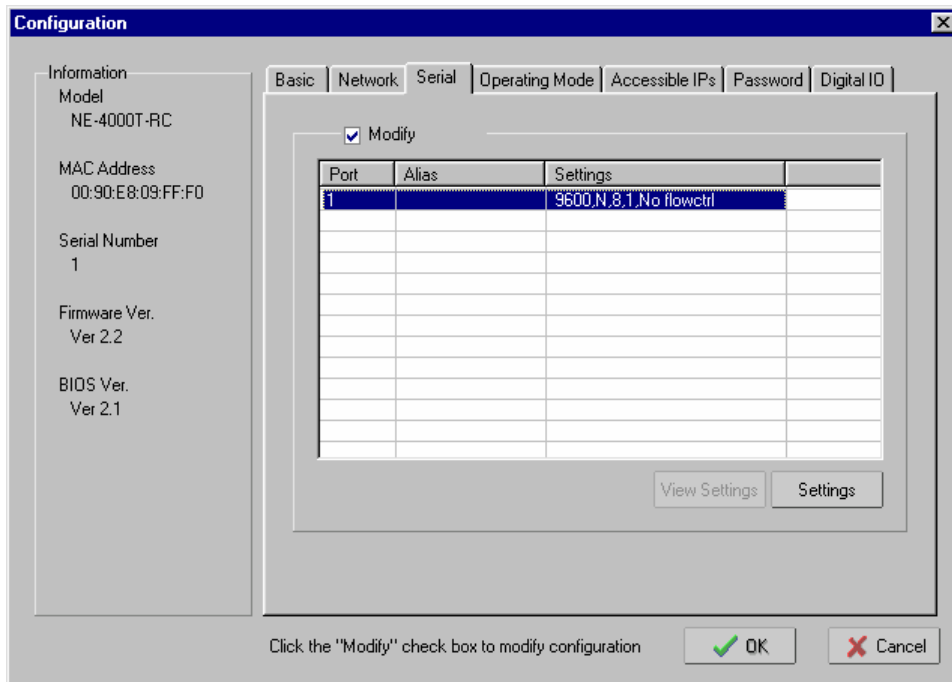 Configuration
Information
Model
NE-4000T-RC
MAC Address
00:90:E8:09:FF:F0
Serial Number
1
Firmware Ver.
Ver 2.2
BIOS Ver.
Ver 2.1
Basic Network Serial Operating Mode Accessible IPs Password Digital IO
Modify
Port Alias Settings
1 9600,N,8,1,No flowctrl
View Settings Settings
Click the "Modify" check box to modify configuration OK Cancel